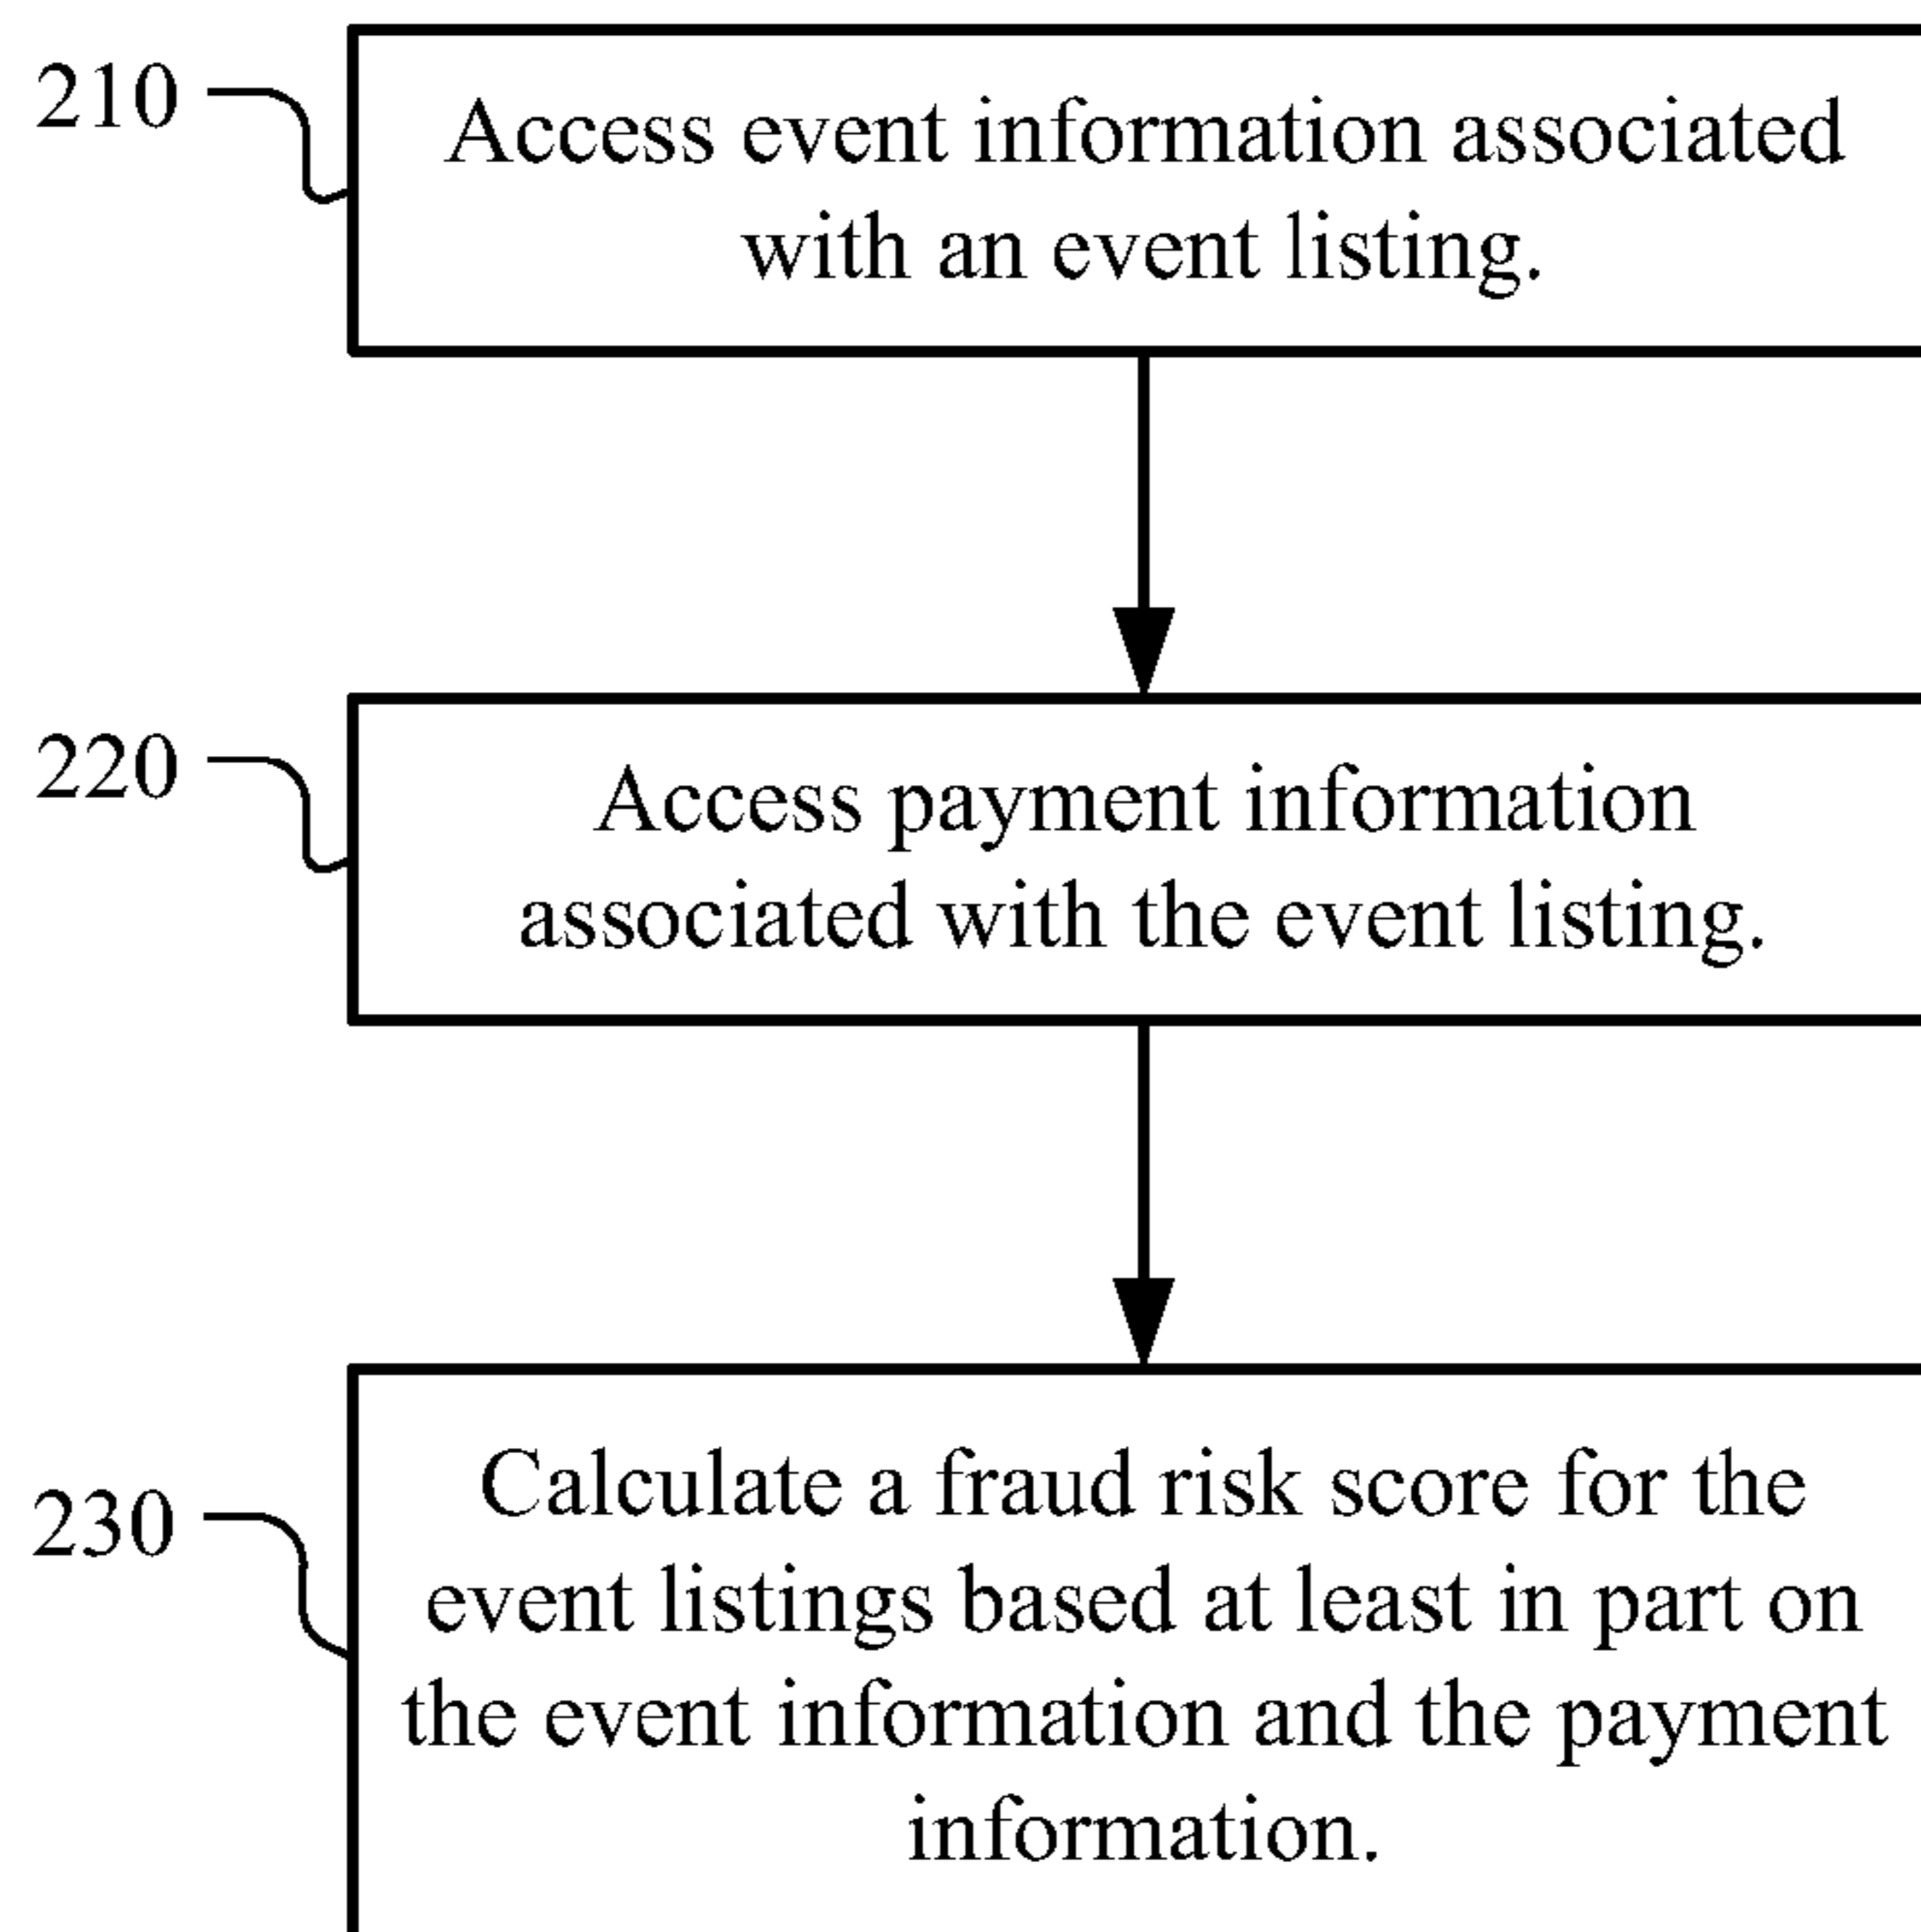 210
Access event information associated
with an event listing.
220
Access payment information
associated with the event listing.
230
Calculate a fraud risk score for the
event listings based at least in part on
the event information and the payment
information.